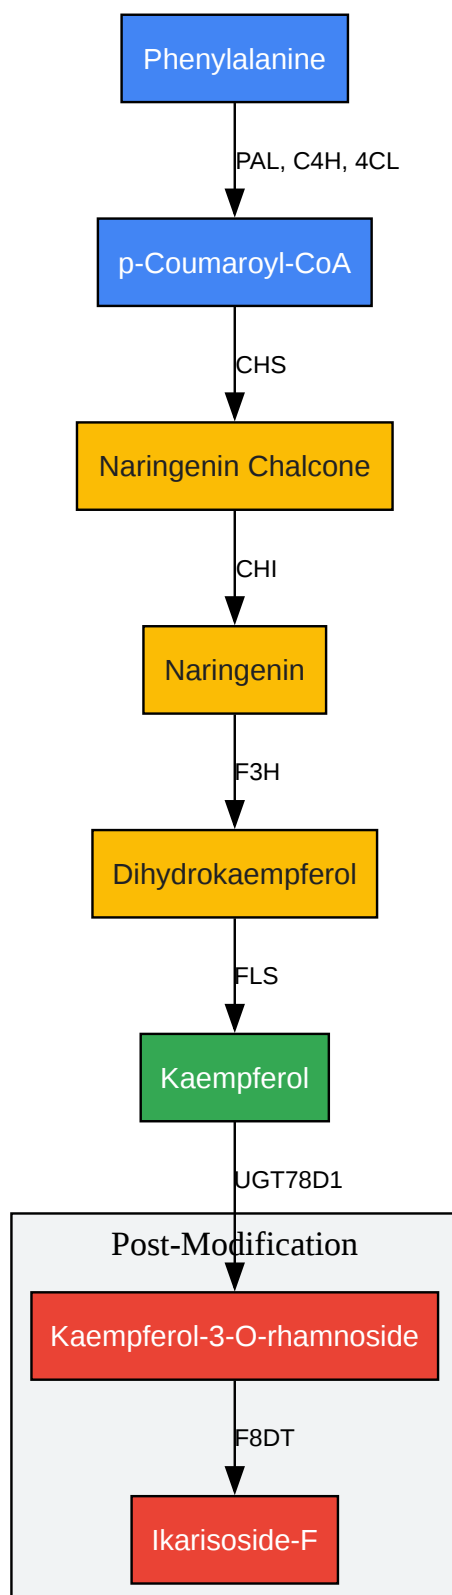 Phenylalanine
PAL, C4H, 4CL
p-Coumaroyl-CoA
CHS
Naringenin Chalcone
CHI
Naringenin
F3H
Dihydrokaempferol
FLS
Kaempferol
UGT78D1
Post-Modification
Kaempferol-3-O-rhamnoside
F8DT
Ikarisoside-F